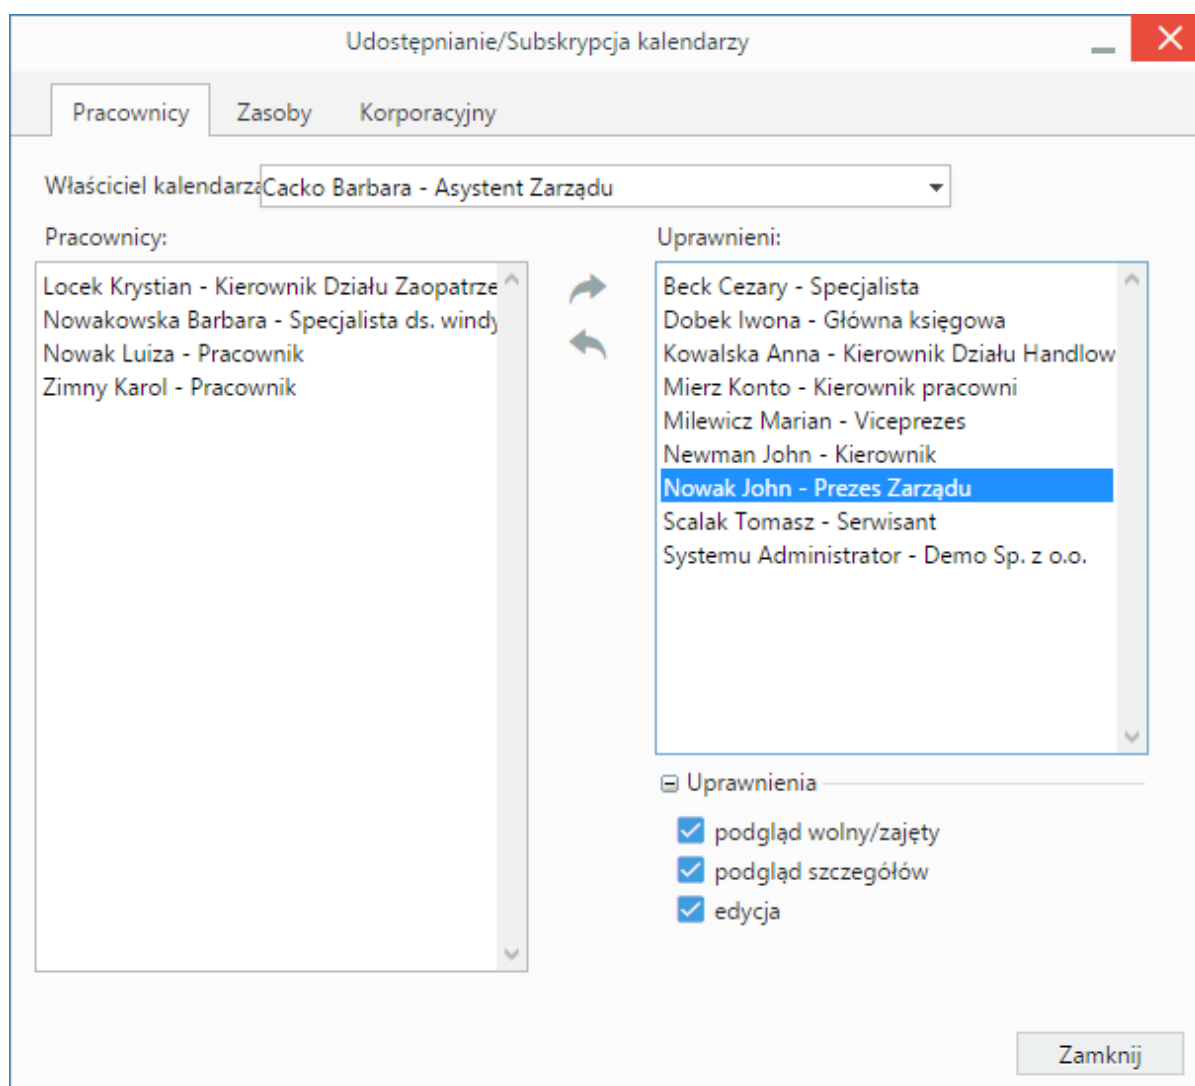 Udostępnianie/Subskrypcja kalendarzy
Pracownicy Zasoby Korporacyjny
Właściciel kalendarza Cacko Barbara - Asystent Zarządu
Pracownicy:
Locek Krystian - Kierownik Działu Zaopatrze
Nowakowska Barbara - Specjalista ds. windy
Nowak Luiza - Pracownik
Zimny Karol - Pracownik
Uprawnieni:
Beck Cezary - Specjalista
Dobek Iwona - Główna księgowa
Kowalska Anna - Kierownik Działu Handlow
Mierz Konto - Kierownik pracowni
Milewicz Marian - Viceprezes
Newman John - Kierownik
Nowak John - Prezes Zarządu
Scalak Tomasz - Serwisant
Systemu Administrator - Demo Sp. z o.o.
Uprawnienia
podgląd wolny/zajęty
podgląd szczegółów
edycja
Zamknij